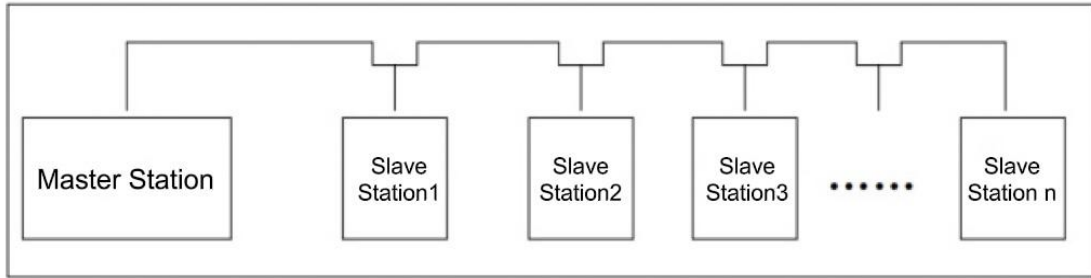 Master Station
Slave
Station1
Slave
Station2
Slave
Station3
......
Slave
Station n